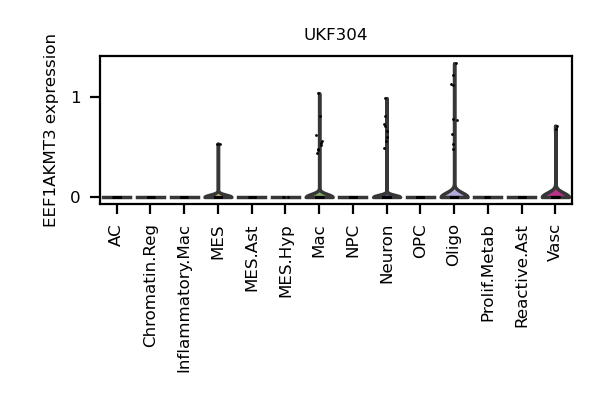 UKF304
EEF1AKMT3 expression
1
0
AC
Chromatin.Reg
Inflammatory.Mac
MES
MES.Ast
MES.Hyp
Mac
NPC
Neuron
OPC
Oligo
Prolif.Metab
Reactive.Ast
Vasc